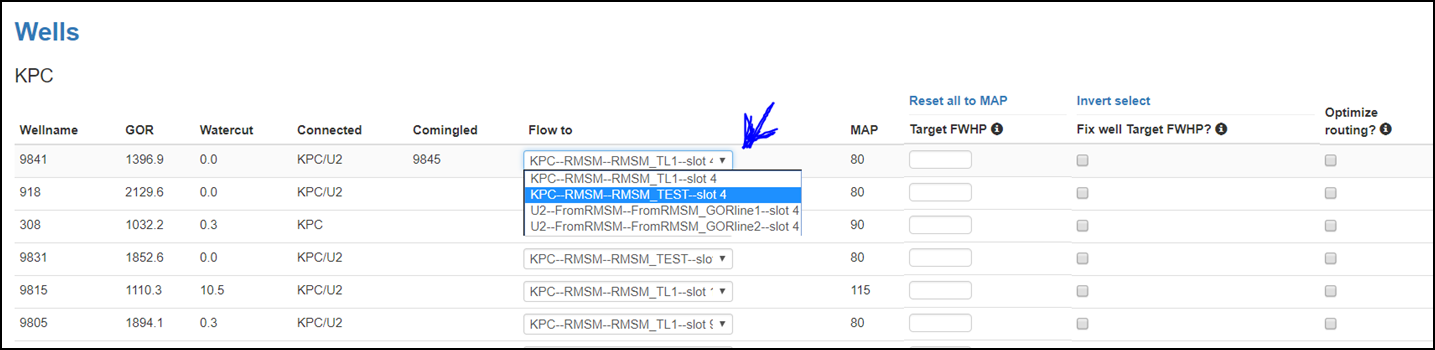 Wells
KPC
Reset all to MAP Invert select
Wellname GOR Watercut Connected Comingled Flow to MAP Target FWHP Fix well Target FWHP? Optimize routing?
9841 1396.9 0.0 KPC/U2 9845 KPC--RMSM--RMSM_TL1--slot 4 80
KPC--RMSM--RMSM_TL1--slot 4
918 2129.6 0.0 KPC/U2 KPC--RMSM--RMSM_TEST--slot 4 80
U2--FromRMSM--FromRMSM_GORline1--slot 4
308 1032.2 0.3 KPC U2--FromRMSM--FromRMSM_GORline2--slot 4 90
9831 1852.6 0.0 KPC/U2 KPC--RMSM--RMSM_TEST--slo 80
9815 1110.3 10.5 KPC/U2 KPC--RMSM--RMSM_TL1--slot 115
9805 1894.1 0.3 KPC/U2 KPC--RMSM--RMSM_TL1--slot 9 80